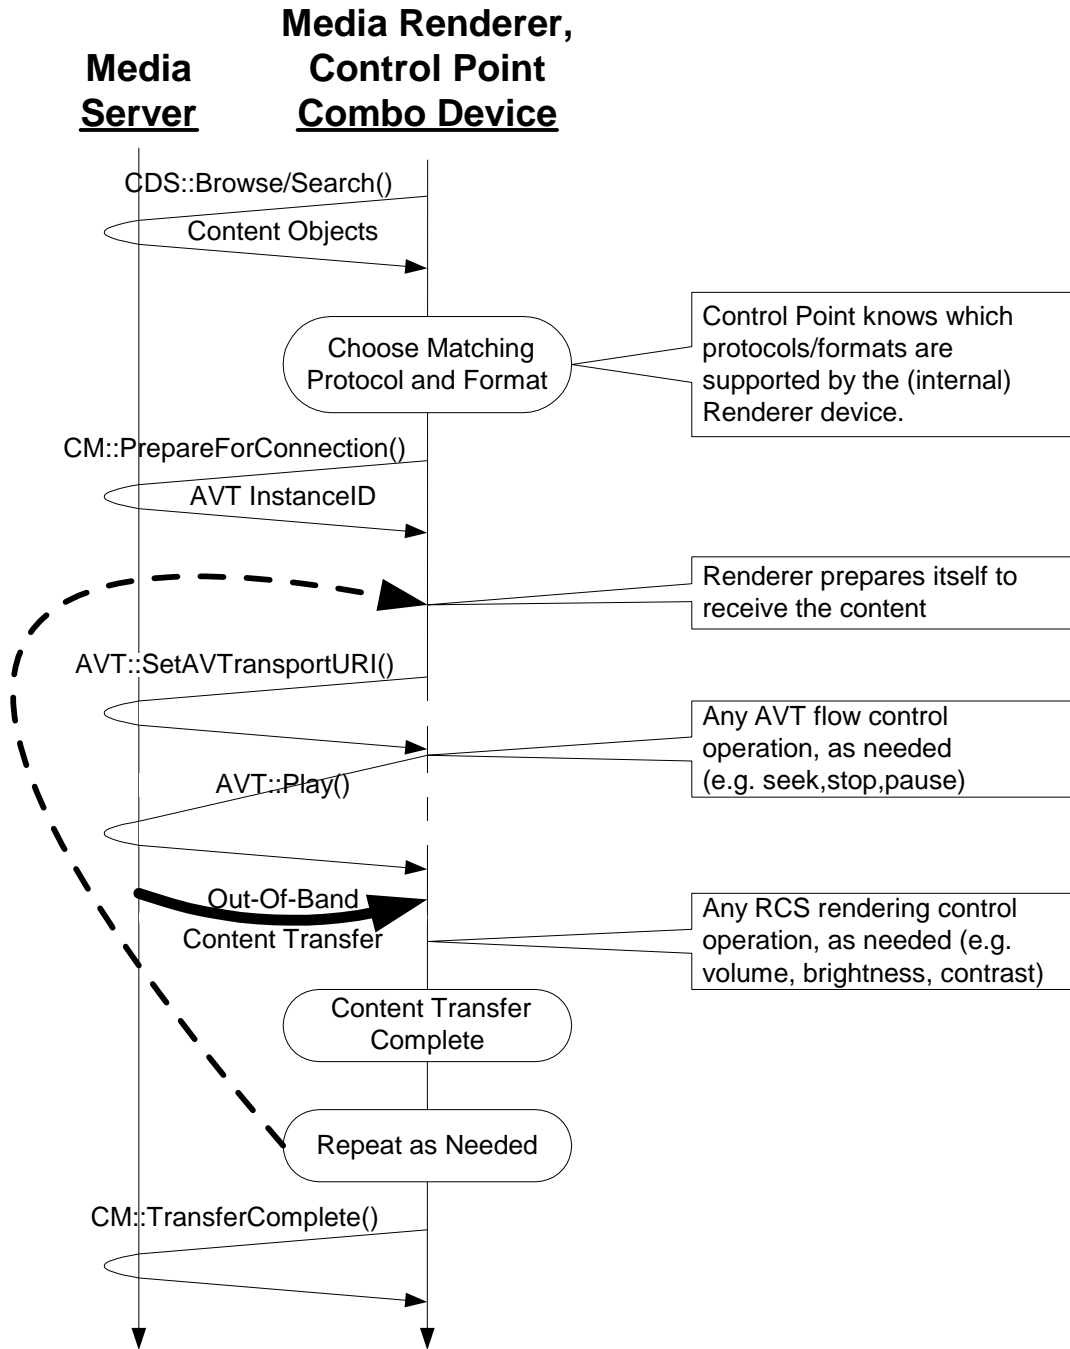 Media Renderer,
Control Point
Combo Device
Media
Server
CDS::Browse/Search()
Content Objects
Choose Matching
Protocol and Format
Control Point knows which
protocols/formats are
supported by the (internal)
Renderer device.
CM::PrepareForConnection()
AVT InstanceID
Renderer prepares itself to
receive the content
AVT::SetAVTransportURI()
Any AVT flow control
operation, as needed
(e.g. seek,stop,pause)
AVT::Play()
Out-Of-Band
Content Transfer
Any RCS rendering control
operation, as needed (e.g.
volume, brightness, contrast)
Content Transfer
Complete
Repeat as Needed
CM::TransferComplete()